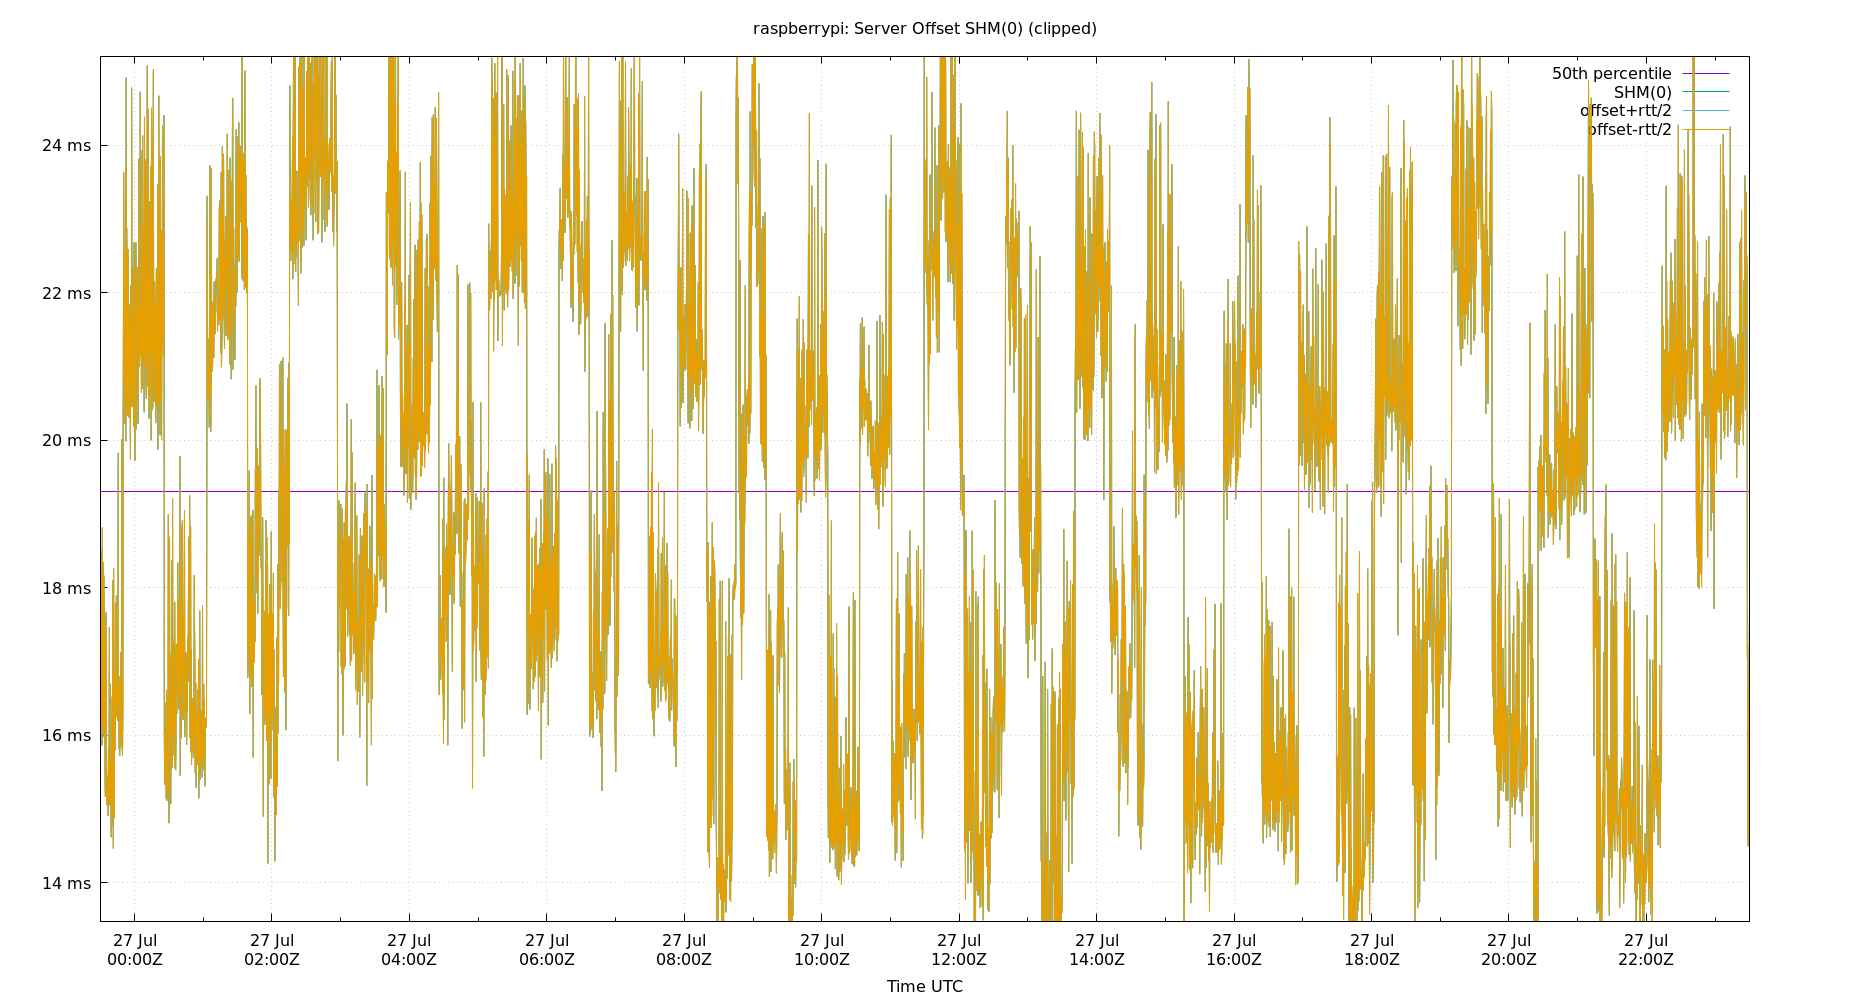 raspberrypi: Server Offset SHM(0) (clipped)
50th percentile
SHM(0)
offset+rtt/2
offset-rtt/2
24 ms
22 ms
20 ms
18 ms
16 ms
14 ms
27 Jul 27 Jul 27 Jul 27 Jul 27 Jul 27 Jul 27 Jul 27 Jul 27 Jul 27 Jul 27 Jul 27 Jul
00:00Z 02:00Z 04:00Z 06:00Z 08:00Z 10:00Z 12:00Z 14:00Z 16:00Z 18:00Z 20:00Z 22:00Z
Time UTC